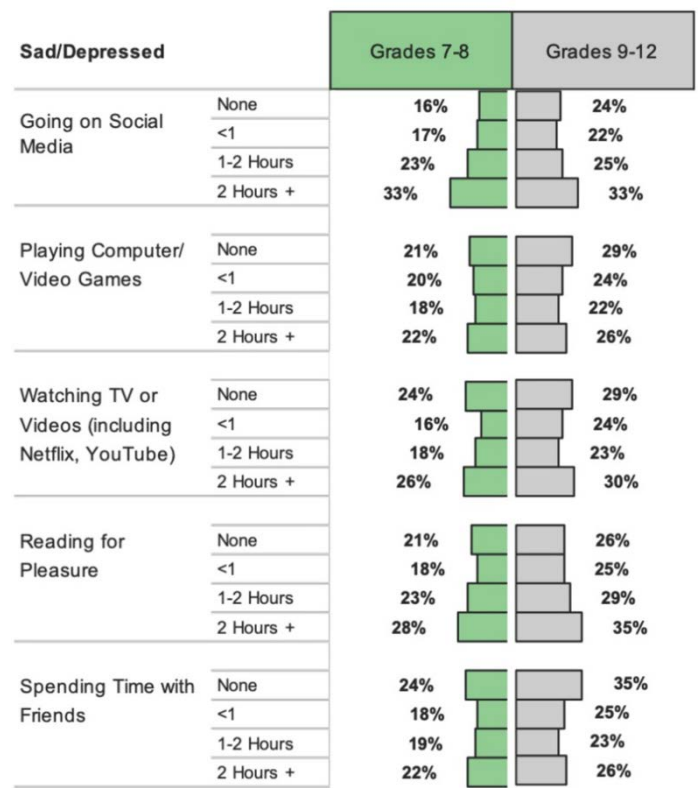 Sad/Depressed Grades 7-8 Grades 9-12
Going on Social
Media
None 16% 24%
<1 17% 22%
1-2 Hours 23% 25%
2 Hours + 33% 33%
Playing Computer/
Video Games
None 21% 29%
<1 20% 24%
1-2 Hours 18% 22%
2 Hours + 22% 26%
Watching TV or
Videos (including
Netflix, YouTube)
None 24% 29%
<1 16% 24%
1-2 Hours 18% 23%
2 Hours + 26% 30%
Reading for
Pleasure
None 21% 26%
<1 18% 25%
1-2 Hours 23% 29%
2 Hours + 28% 35%
Spending Time with
Friends
None 24% 35%
<1 18% 25%
1-2 Hours 19% 23%
2 Hours + 22% 26%